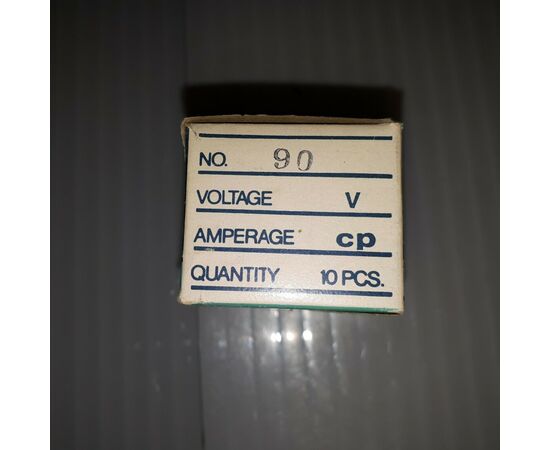 NO. 90
VOLTAGE V
AMPERAGE cp
QUANTITY 10 PCS.